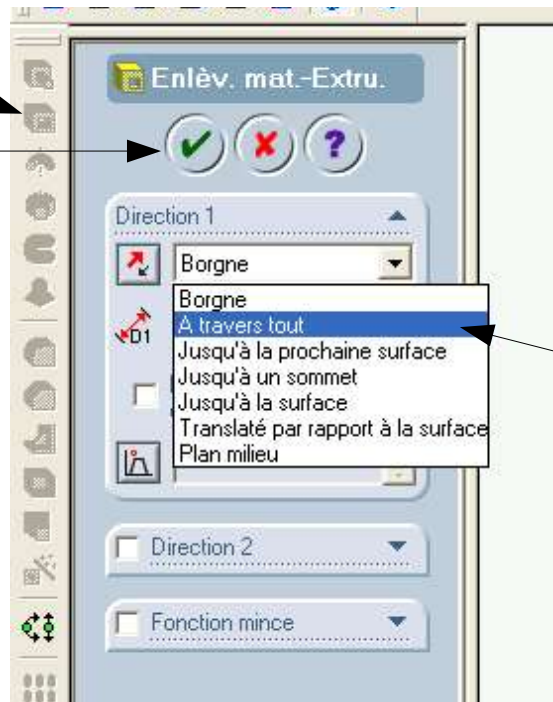 Enlèv. mat.-Extru.
?
Direction 1
Borgne
Borgne
A travers tout
D1
Jusqu'à la prochaine surface
Jusqu'à un sommet
Jusqu'à la surface
Translaté par rapport à la surface
Plan milieu
Direction 2
Fonction mince